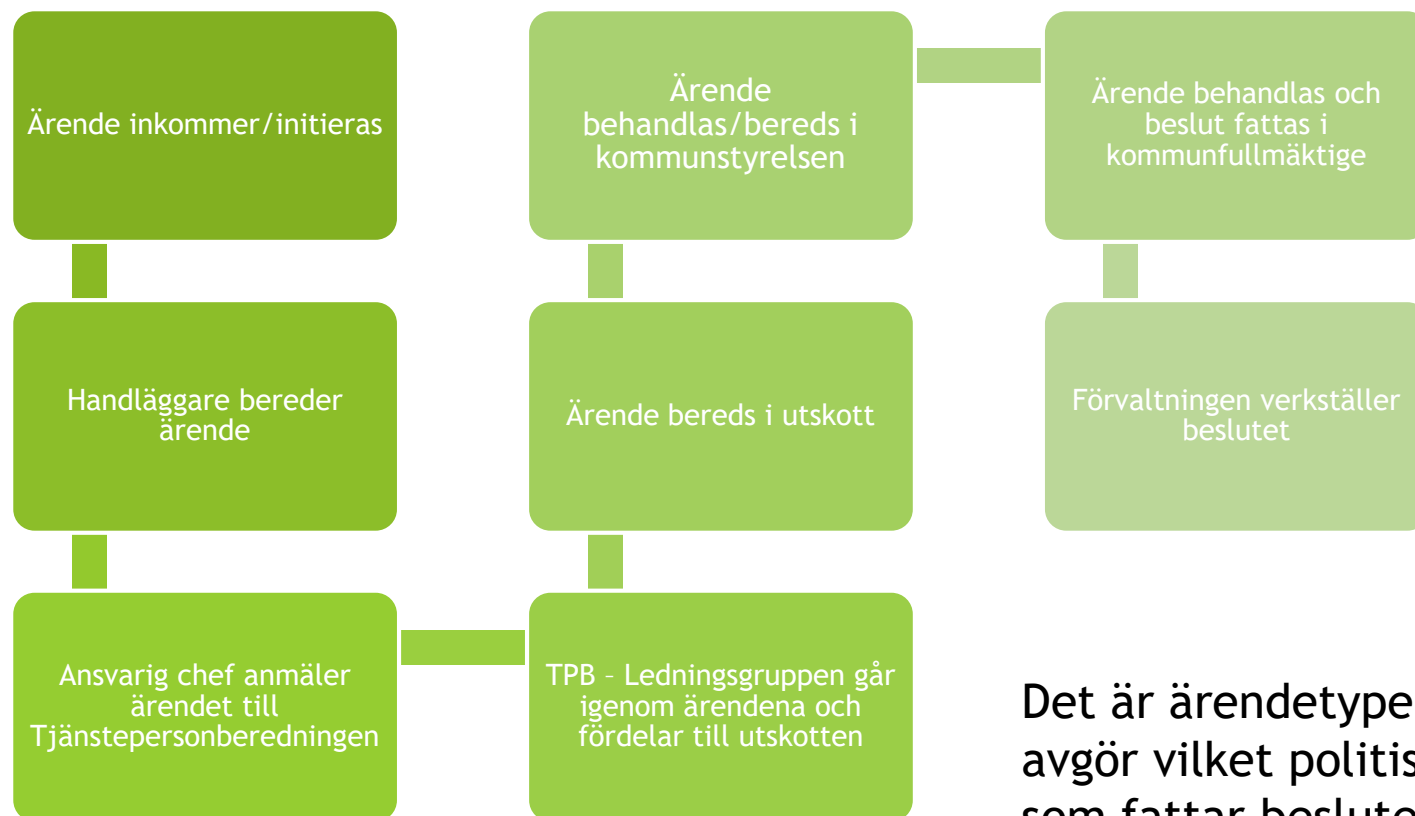 Ärende inkommer/initieras
Handläggare bereder
ärende
Ansvarig chef anmäler
ärendet till
Tjänstepersonberedningen
TPB – Ledningsgruppen går
igenom ärendena och
fördelar till utskotten
Ärende bereds i utskott
Ärende
behandlas/bereds i
kommunstyrelsen
Ärende behandlas och
beslut fattas i
kommunfullmäktige
Förvaltningen verkställer
beslutet
Det är
avgör vilket
som fattar